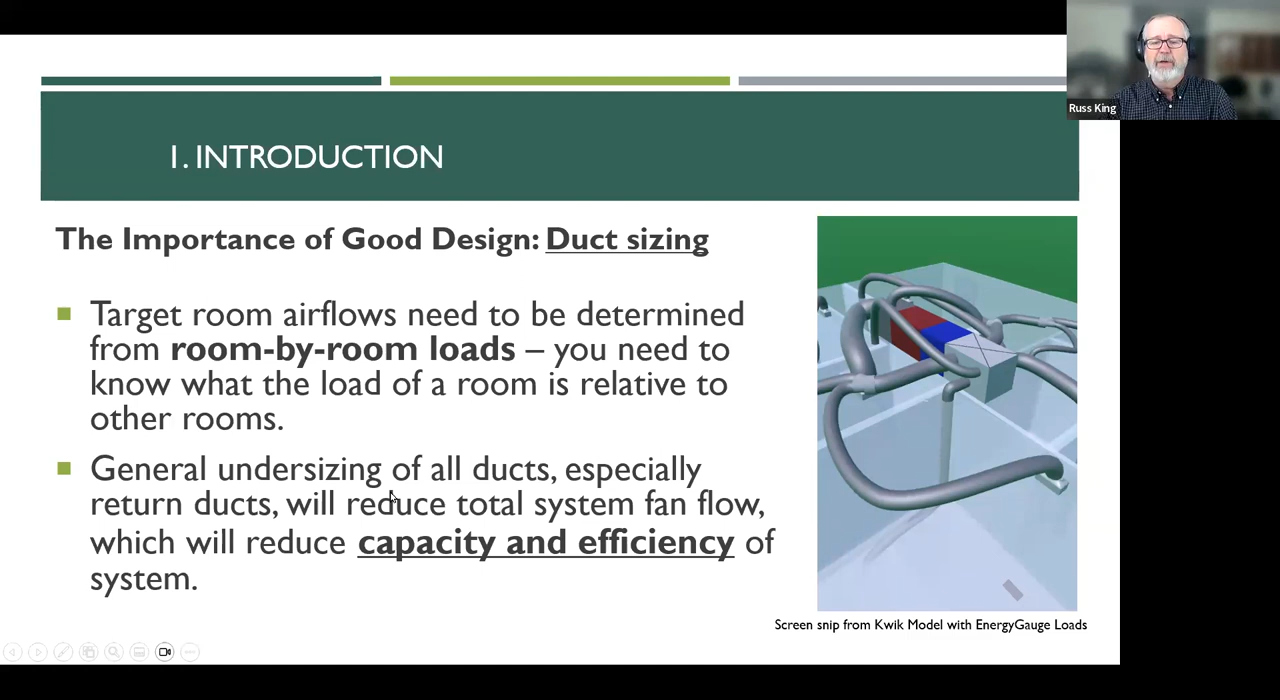 1. INTRODUCTION
Russ King
The Importance of Good Design: Duct sizing
Target room airflows need to be determined
from room-by-room loads – you need to
know what the load of a room is relative to
other rooms.
General undersizing of all ducts, especially
return ducts, will reduce total system fan flow,
which will reduce capacity and efficiency of
system.
Screen snip from Kwik Model with EnergyGauge Loads